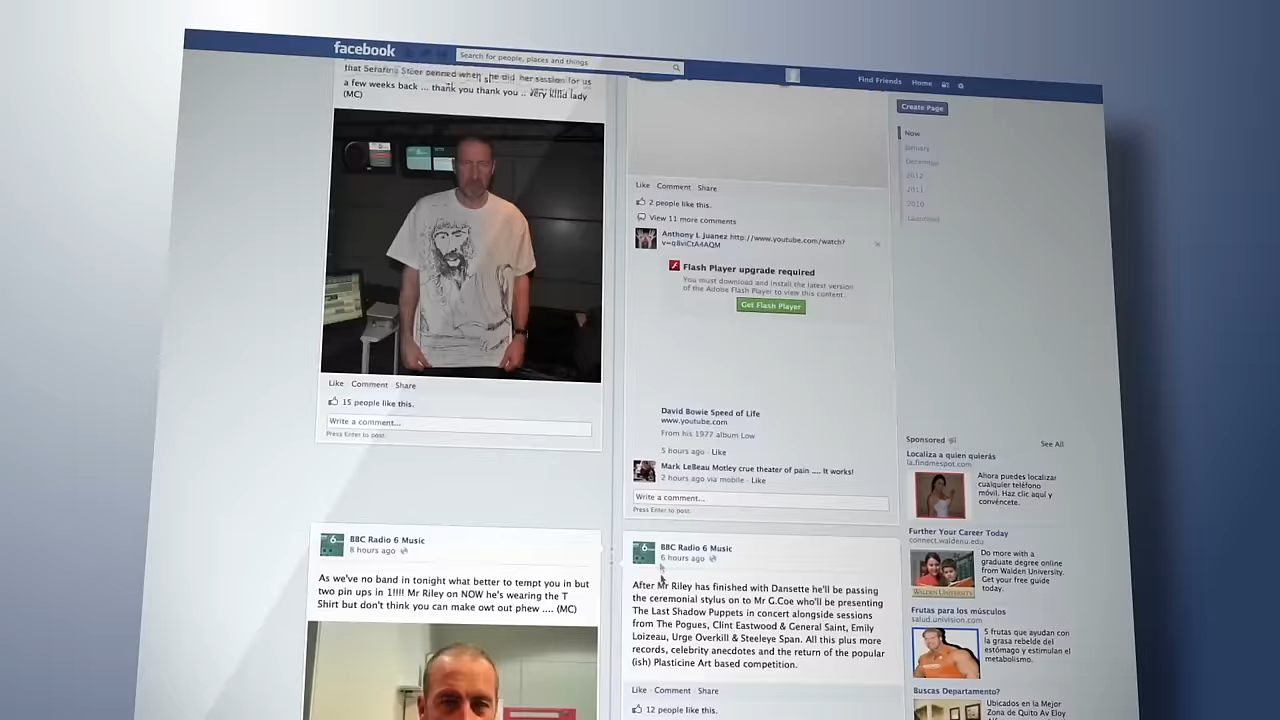 facebook
Search for people, places and things
Find Friends
Home
that Serafina Steer penned when she did her session for us
a few weeks back ... thank you thank you .. very kind lady
(MC)
Like Comment Share
15 people like this.
Write a comment...
Press Enter to post.
BBC Radio 6 Music
8 hours ago
As we've no band in tonight what better to tempt you in but
two pin ups in 1!!!! Mr Riley on NOW he's wearing the T
Shirt but don't think you can make owt out phew .... (MC)
Like Comment Share
2 people like this.
View 11 more comments
Anthony L Juanez http://www.youtube.com/watch?
v=q8viCtA4AQM
Flash Player upgrade required
You must download and install the latest version
of the Adobe Flash Player to view this content.
Get Flash Player
David Bowie Speed of Life
www.youtube.com
From his 1977 album Low
5 hours ago · Like
Mark LeBeau Motley crue theater of pain .... It works!
2 hours ago via mobile · Like
Write a comment...
Press Enter to post.
6
BBC Radio 6 Music
6 hours ago
After Mr Riley has finished with Dansette he'll be passing
the ceremonial stylus on to Mr G.Coe who'll be presenting
The Last Shadow Puppets in concert alongside sessions
from The Pogues, Clint Eastwood & General Saint, Emily
Loizeau, Urge Overkill & Steeleye Span. All this plus more
records, celebrity anecdotes and the return of the popular
(ish) Plasticine Art based competition.
Like · Comment · Share
12 people like this.
Create Page
Now
January
December
2012
2011
2010
Launched
Sponsored
See All
Localiza a quien quierás
la.findmespot.com
Ahora puedes localizar
cualquier teléfono
móvil. Haz clic aquí y
convéncete.
Further Your Career Today
connect.waldenu.edu
Do more with a
graduate degree online
from Walden University.
Get your free guide
today.
WALDEN UNIVERSITY
Frutas para los músculos
salud.univision.com
5 frutas que ayudan con
la grasa rebelde del
estómago y estimulan el
metabolismo.
Buscas Departamento?
Ubicados en la Mejor
Zona de Quito Av Eloy